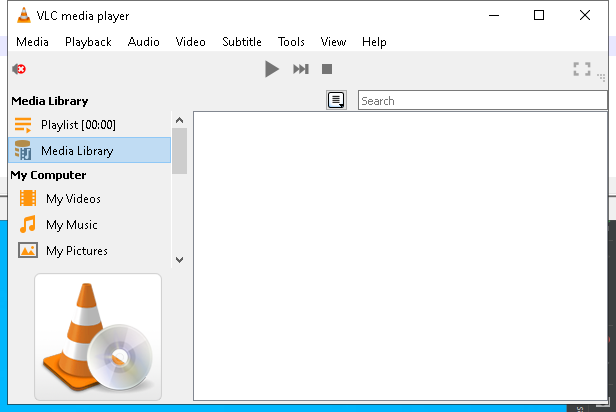 VLC media player
Media Playback Audio Video Subtitle Tools View Help
Media Library
Search
Playlist [00:00]
Media Library
My Computer
My Videos
My Music
My Pictures